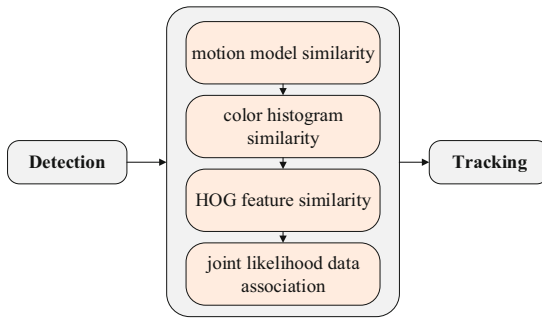 motion model similarity
color histogram
similarity
Detection
HOG feature similarity
Tracking
joint likelihood data
association